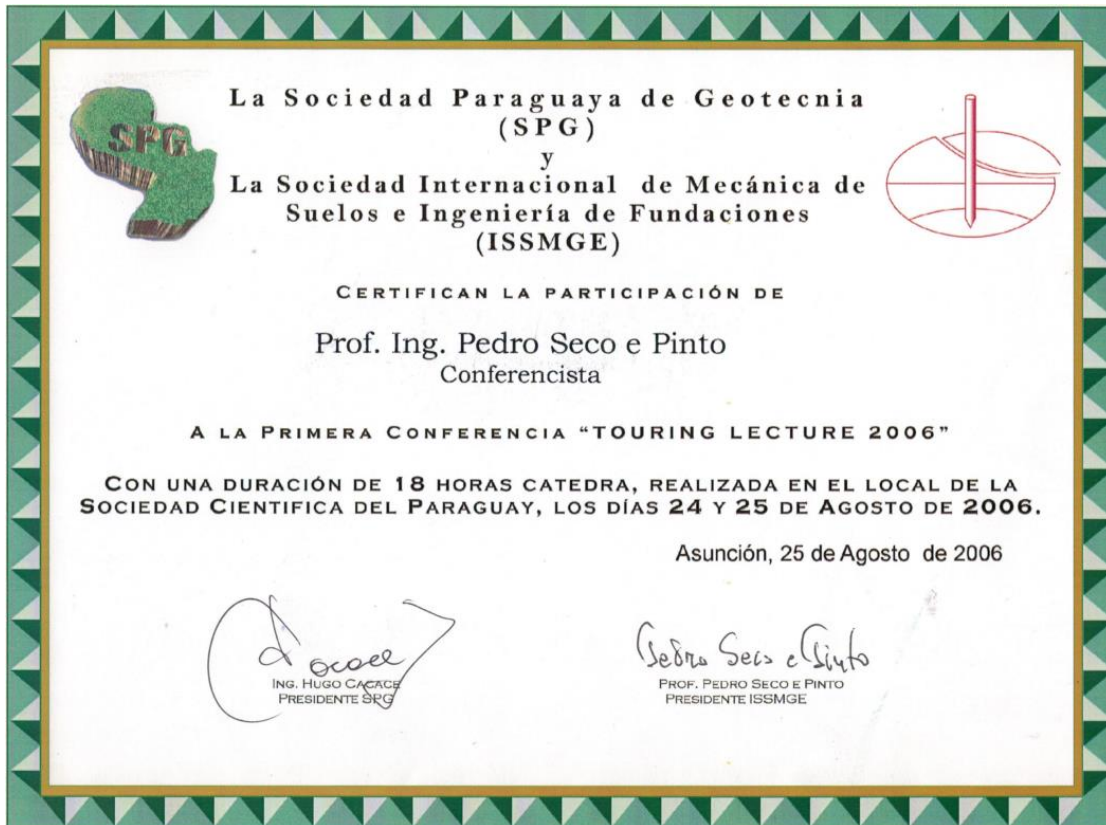 SPG
La Sociedad Paraguaya de Geotecnia
(SPG)
y
La Sociedad Internacional de Mecánica de
Suelos e Ingeniería de Fundaciones
(ISSMGE)
CERTIFICAN LA PARTICIPACIÓN DE
Prof. Ing. Pedro Seco e Pinto
Conferencista
A LA PRIMERA CONFERENCIA “TOURING LECTURE 2006”
CON UNA DURACIÓN DE 18 HORAS CATEDRA, REALIZADA EN EL LOCAL DE LA
SOCIEDAD CIENTIFICA DEL PARAGUAY, LOS DÍAS 24 Y 25 DE AGOSTO DE 2006.
Asunción, 25 de Agosto de 2006
Pedro Seco e Pinto
ING. HUGO CACACE
PRESIDENTE SPG
PROF. PEDRO SECO E PINTO
PRESIDENTE ISSMGE